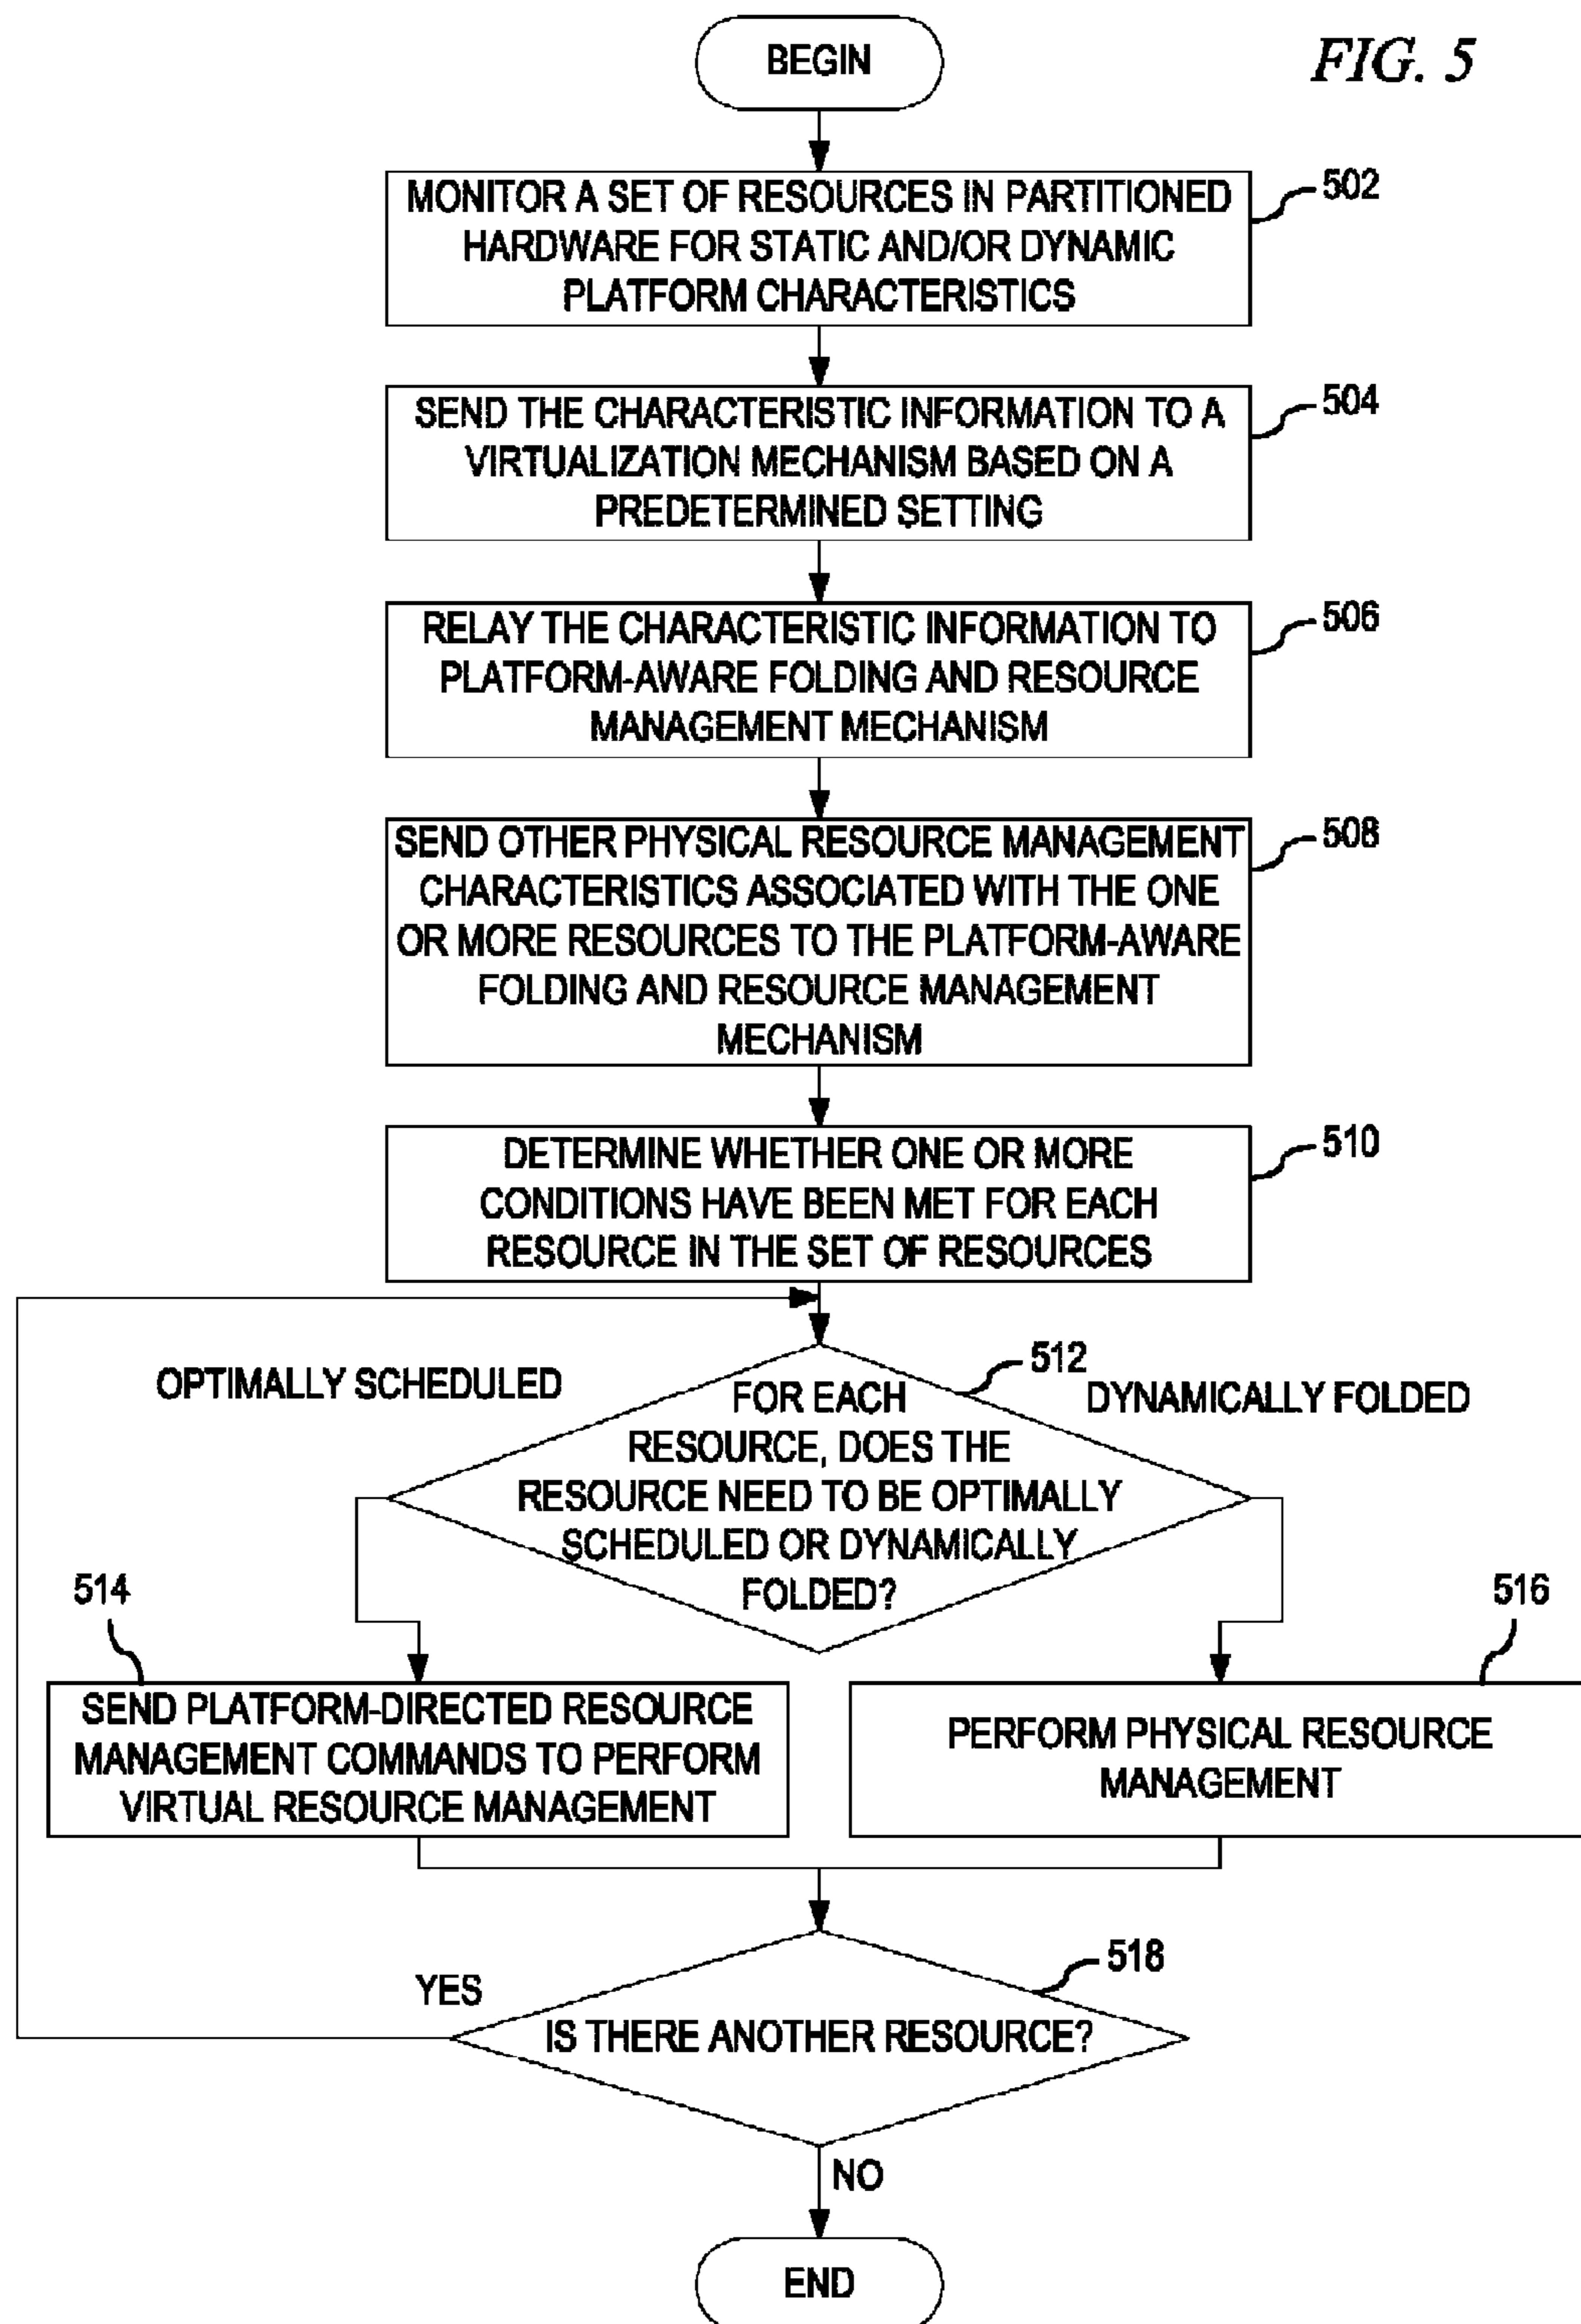 BEGIN
FIG. 5
MONITOR A SET OF RESOURCES IN PARTITIONED
HARDWARE FOR STATIC AND/OR DYNAMIC
PLATFORM CHARACTERISTICS
502
SEND THE CHARACTERISTIC INFORMATION TO A
VIRTUALIZATION MECHANISM BASED ON A
PREDETERMINED SETTING
504
RELAY THE CHARACTERISTIC INFORMATION TO
PLATFORM-AWARE FOLDING AND RESOURCE
MANAGEMENT MECHANISM
506
SEND OTHER PHYSICAL RESOURCE MANAGEMENT
CHARACTERISTICS ASSOCIATED WITH THE ONE
OR MORE RESOURCES TO THE PLATFORM-AWARE
FOLDING AND RESOURCE MANAGEMENT
MECHANISM
508
DETERMINE WHETHER ONE OR MORE
CONDITIONS HAVE BEEN MET FOR EACH
RESOURCE IN THE SET OF RESOURCES
510
OPTIMALLY SCHEDULED
512
DYNAMICALLY FOLDED
FOR EACH
RESOURCE, DOES THE
RESOURCE NEED TO BE OPTIMALLY
SCHEDULED OR DYNAMICALLY
FOLDED?
514
516
SEND PLATFORM-DIRECTED RESOURCE
MANAGEMENT COMMANDS TO PERFORM
VIRTUAL RESOURCE MANAGEMENT
PERFORM PHYSICAL RESOURCE
MANAGEMENT
518
YES
IS THERE ANOTHER RESOURCE?
NO
END